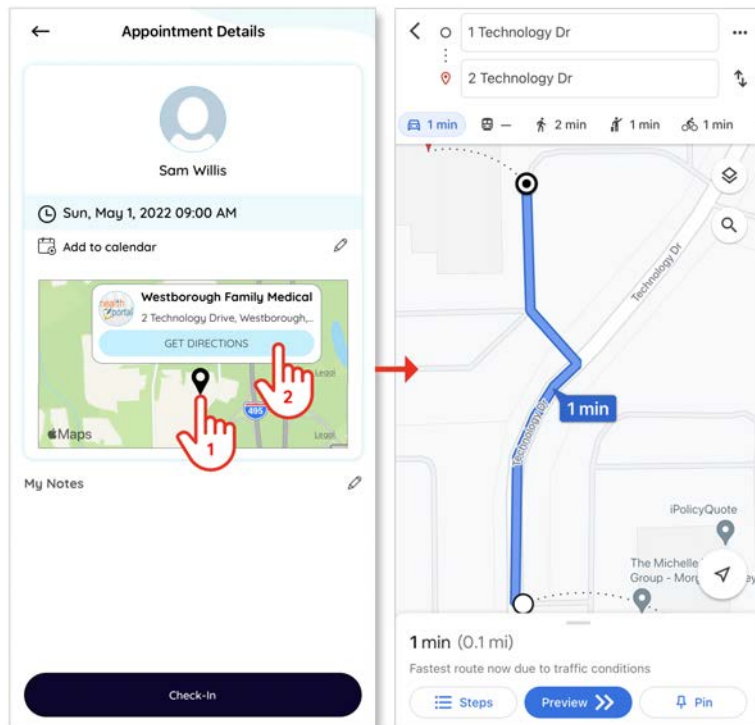 Appointment Details
Sam Willis
Sun, May 1, 2022 09:00 AM
Add to calendar
health portal
Westborough Family Medical
2 Technology Drive, Westborough,...
GET DIRECTIONS
2
1
495
Legal
Maps
Legal
My Notes
Check-In
1 Technology Dr
2 Technology Dr
1 min
—
2 min
1 min
1 min
Technology Dr
1 min
Technology Dr
iPolicyQuote
The Michelle
Group - Mor
1 min (0.1 mi)
Fastest route now due to traffic conditions
Steps
Preview
Pin